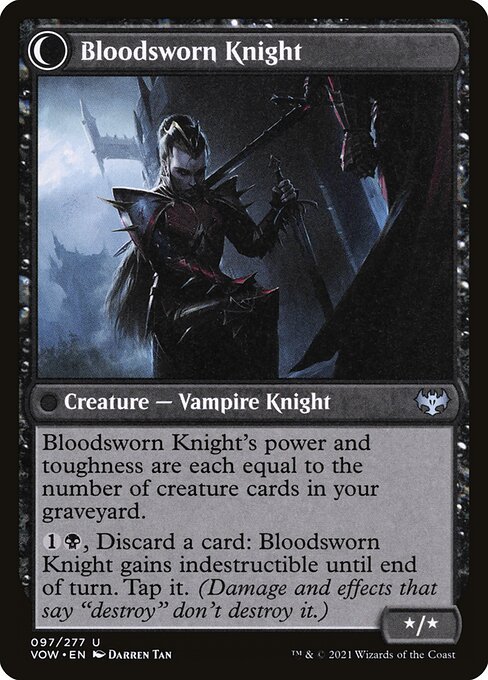 Bloodsworn Knight
Creature — Vampire Knight
Bloodsworn Knight's power and
toughness are each equal to the
number of creature cards in your
graveyard.
1, Discard a card: Bloodsworn
Knight gains indestructible until end
of turn. Tap it. (Damage and effects that
say “destroy” don't destroy it.)
*/*
097/277 U
VOW • EN Darren Tan
™ & © 2021 Wizards of the Coast